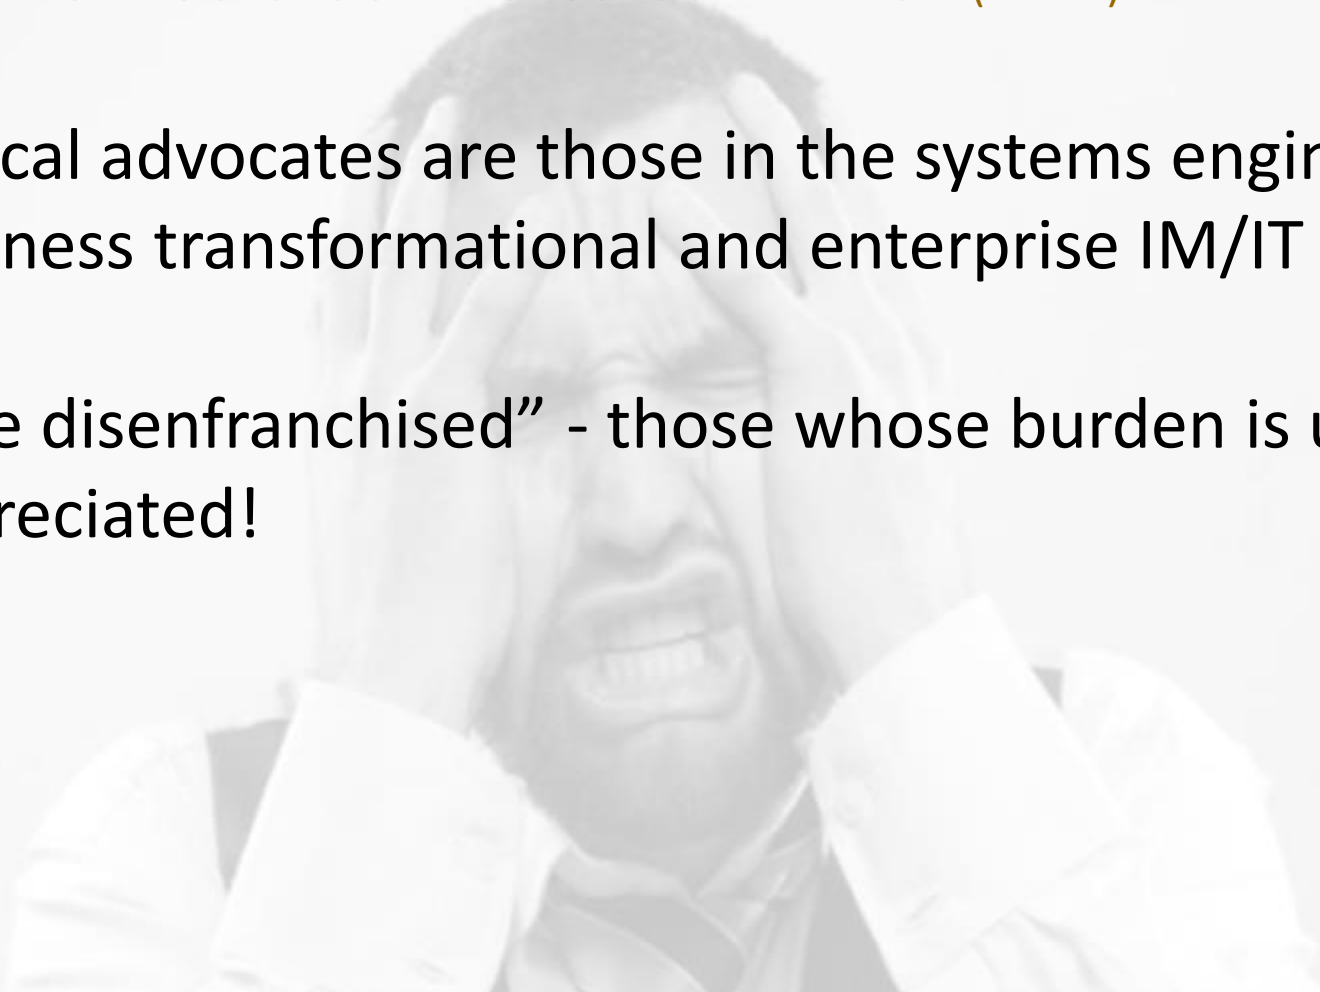 cal advocates are those in the systems engin
ness transformational and enterprise IM/IT
e disenfranchised” - those whose burden is u
reciated!